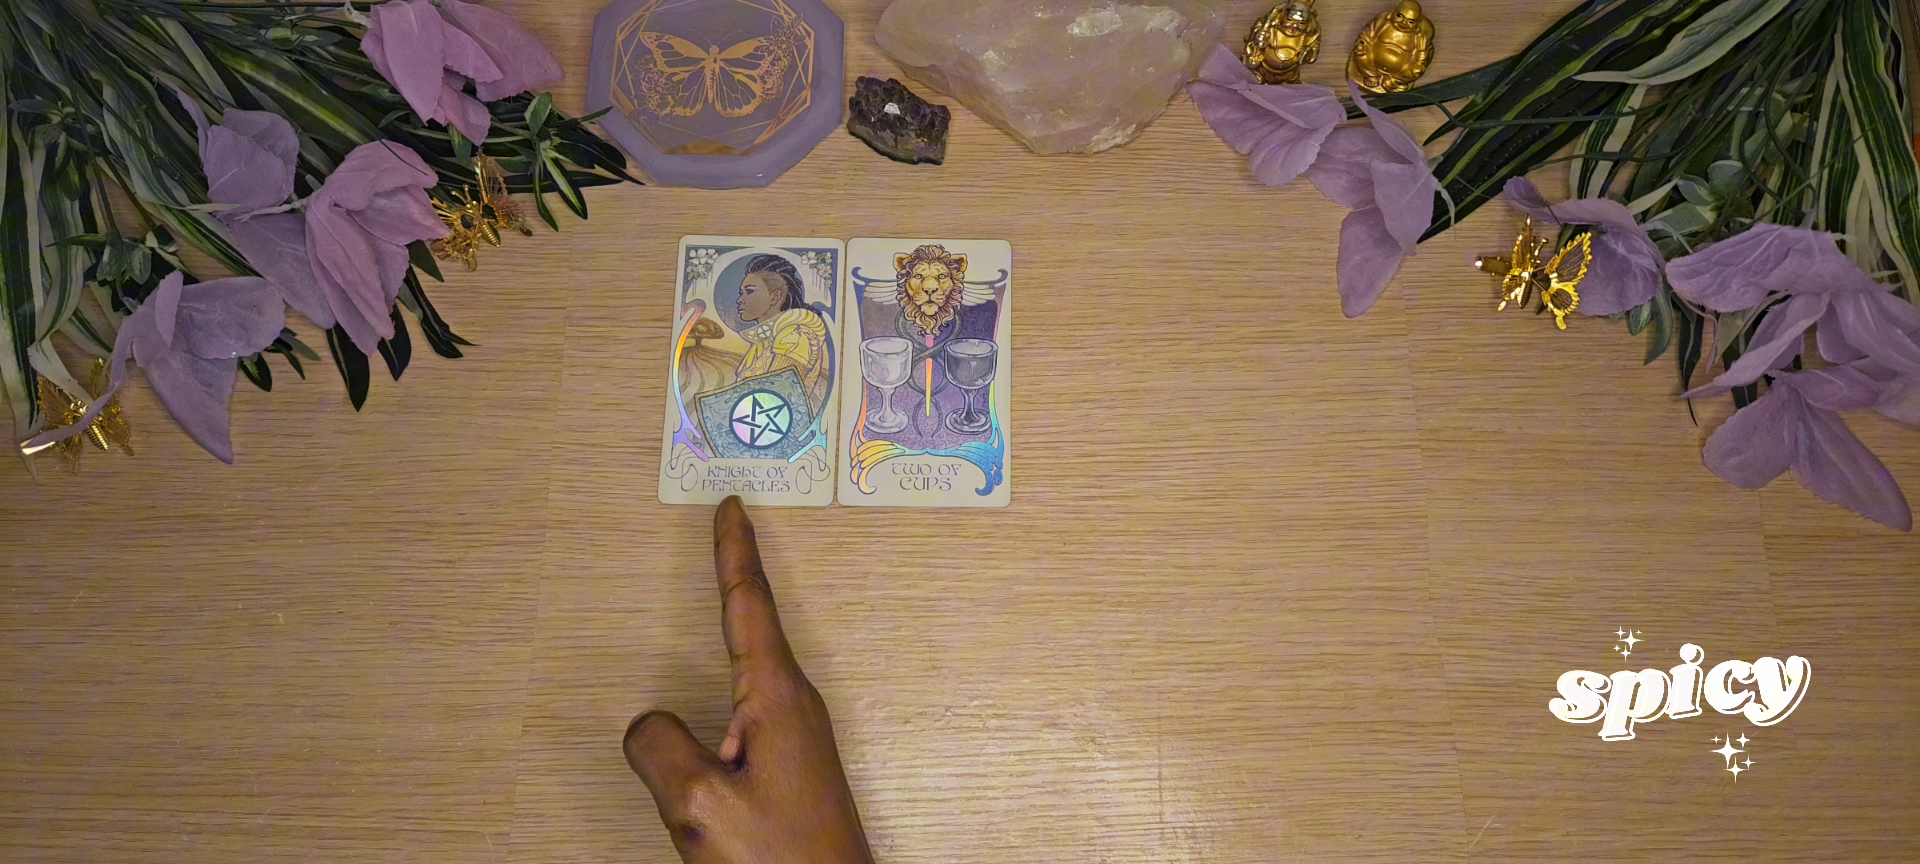 KNIGHT OF
PENTACLES
TWO OF
CUPS
spicy